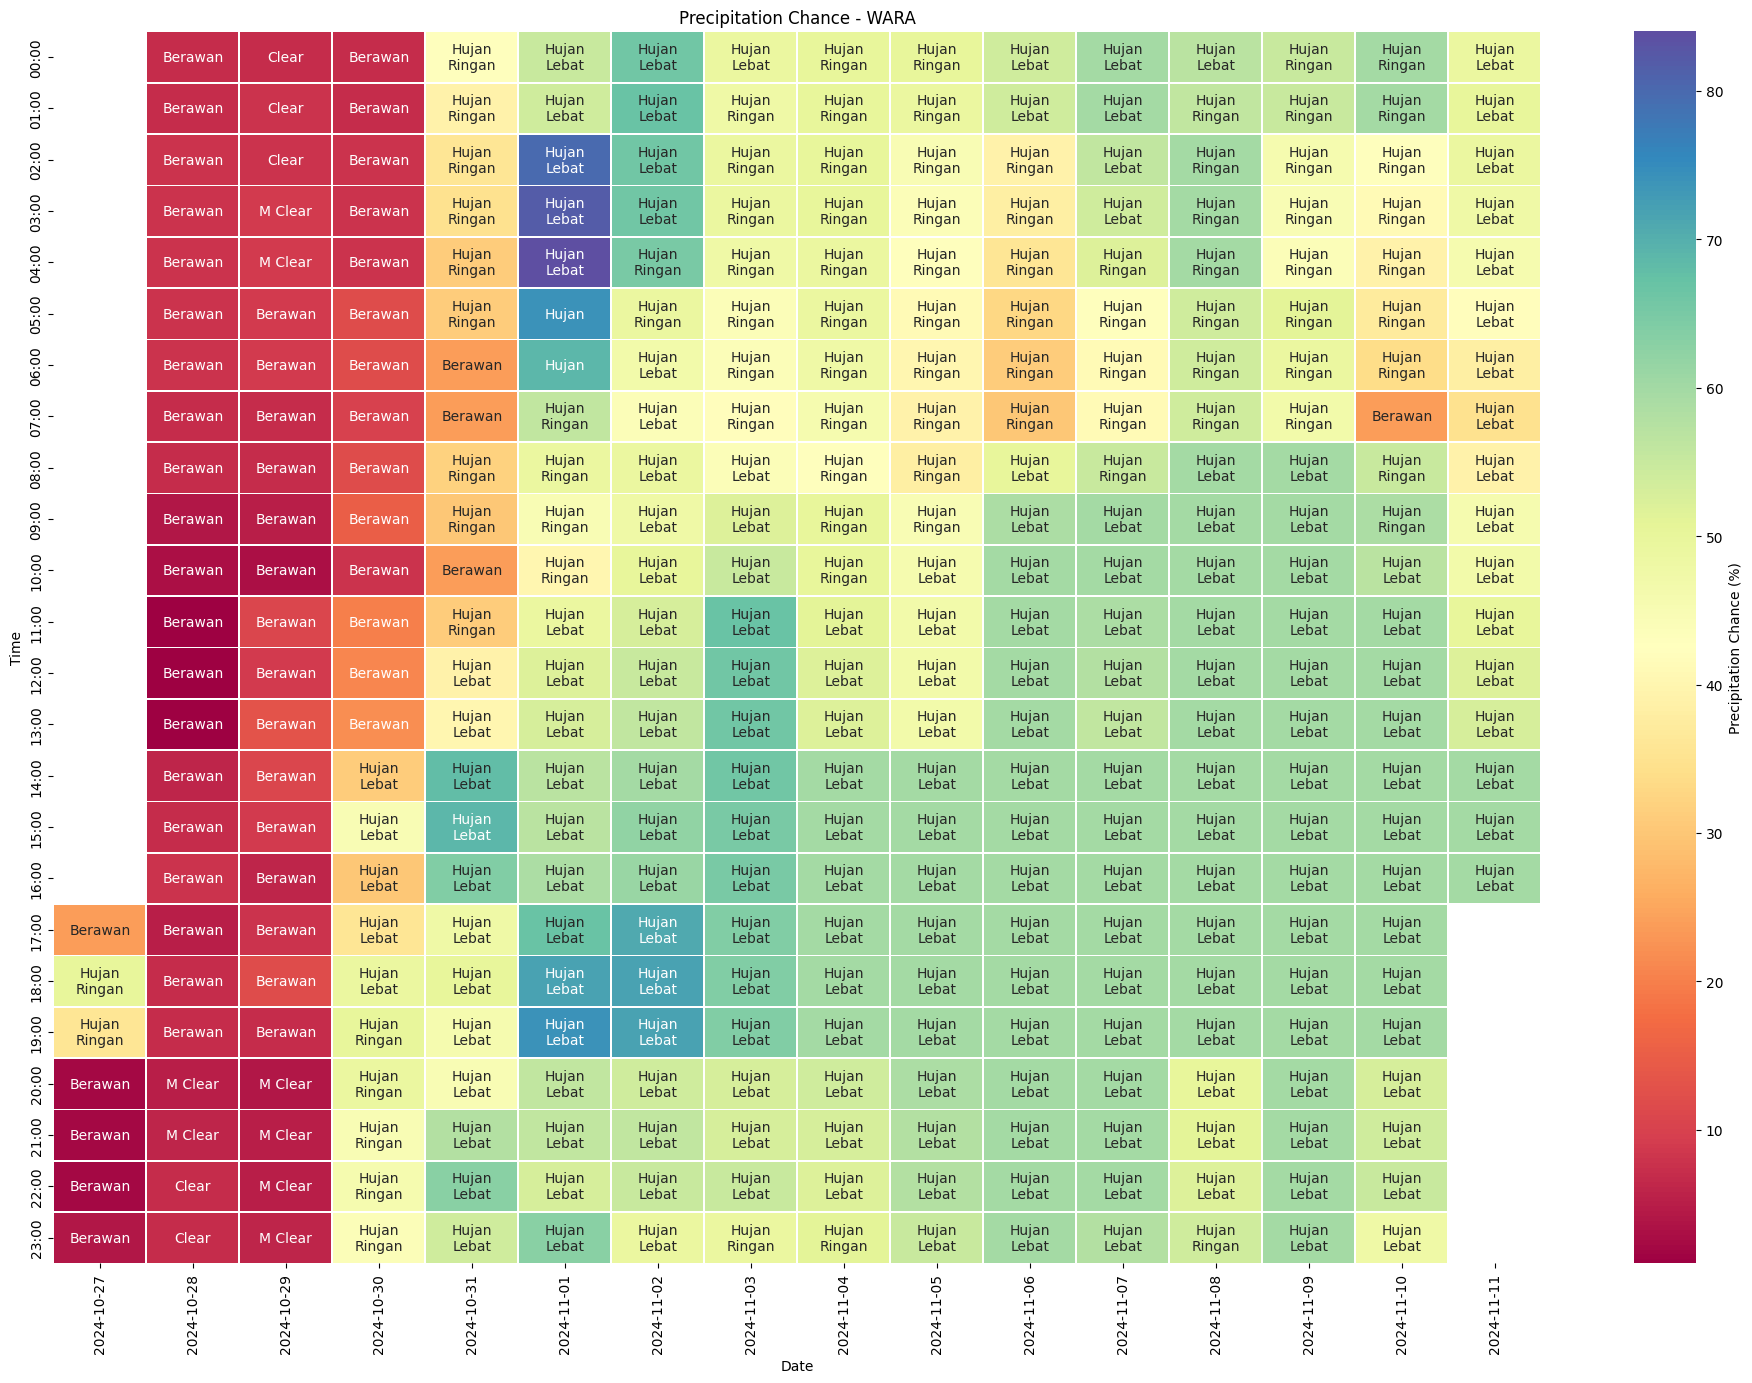 Precipitation Chance - WARA
00:00 Berawan Clear Berawan Hujan Ringan Hujan Lebat Hujan Lebat Hujan Lebat Hujan Ringan Hujan Ringan Hujan Lebat Hujan Lebat Hujan Lebat Hujan Ringan Hujan Ringan Hujan Lebat
01:00 Berawan Clear Berawan Hujan Ringan Hujan Lebat Hujan Lebat Hujan Ringan Hujan Ringan Hujan Ringan Hujan Lebat Hujan Lebat Hujan Ringan Hujan Ringan Hujan Ringan Hujan Lebat
02:00 Berawan Clear Berawan Hujan Ringan Hujan Lebat Hujan Lebat Hujan Ringan Hujan Ringan Hujan Ringan Hujan Ringan Hujan Lebat Hujan Ringan Hujan Ringan Hujan Ringan Hujan Lebat
03:00 Berawan M Clear Berawan Hujan Ringan Hujan Lebat Hujan Lebat Hujan Ringan Hujan Ringan Hujan Ringan Hujan Ringan Hujan Lebat Hujan Ringan Hujan Ringan Hujan Ringan Hujan Lebat
04:00 Berawan M Clear Berawan Hujan Ringan Hujan Lebat Hujan Ringan Hujan Ringan Hujan Ringan Hujan Ringan Hujan Ringan Hujan Ringan Hujan Ringan Hujan Ringan Hujan Ringan Hujan Lebat
05:00 Berawan Berawan Berawan Hujan Ringan Hujan Hujan Ringan Hujan Ringan Hujan Ringan Hujan Ringan Hujan Ringan Hujan Ringan Hujan Ringan Hujan Ringan Hujan Ringan Hujan Lebat
06:00 Berawan Berawan Berawan Berawan Hujan Hujan Lebat Hujan Ringan Hujan Ringan Hujan Ringan Hujan Ringan Hujan Ringan Hujan Ringan Hujan Ringan Hujan Ringan Hujan Lebat
07:00 Berawan Berawan Berawan Berawan Hujan Ringan Hujan Lebat Hujan Ringan Hujan Ringan Hujan Ringan Hujan Ringan Hujan Ringan Hujan Ringan Hujan Ringan Berawan Hujan Lebat
08:00 Berawan Berawan Berawan Hujan Ringan Hujan Ringan Hujan Lebat Hujan Lebat Hujan Ringan Hujan Ringan Hujan Lebat Hujan Ringan Hujan Lebat Hujan Lebat Hujan Ringan Hujan Lebat
09:00 Berawan Berawan Berawan Hujan Ringan Hujan Ringan Hujan Lebat Hujan Lebat Hujan Ringan Hujan Ringan Hujan Lebat Hujan Lebat Hujan Lebat Hujan Lebat Hujan Ringan Hujan Lebat
10:00 Berawan Berawan Berawan Berawan Hujan Ringan Hujan Lebat Hujan Lebat Hujan Ringan Hujan Lebat Hujan Lebat Hujan Lebat Hujan Lebat Hujan Lebat Hujan Lebat Hujan Lebat
11:00 Berawan Berawan Berawan Hujan Ringan Hujan Lebat Hujan Lebat Hujan Lebat Hujan Lebat Hujan Lebat Hujan Lebat Hujan Lebat Hujan Lebat Hujan Lebat Hujan Lebat Hujan Lebat
12:00 Berawan Berawan Berawan Hujan Lebat Hujan Lebat Hujan Lebat Hujan Lebat Hujan Lebat Hujan Lebat Hujan Lebat Hujan Lebat Hujan Lebat Hujan Lebat Hujan Lebat Hujan Lebat
13:00 Berawan Berawan Berawan Hujan Lebat Hujan Lebat Hujan Lebat Hujan Lebat Hujan Lebat Hujan Lebat Hujan Lebat Hujan Lebat Hujan Lebat Hujan Lebat Hujan Lebat Hujan Lebat
14:00 Berawan Berawan Hujan Lebat Hujan Lebat Hujan Lebat Hujan Lebat Hujan Lebat Hujan Lebat Hujan Lebat Hujan Lebat Hujan Lebat Hujan Lebat Hujan Lebat Hujan Lebat Hujan Lebat
15:00 Berawan Berawan Hujan Lebat Hujan Lebat Hujan Lebat Hujan Lebat Hujan Lebat Hujan Lebat Hujan Lebat Hujan Lebat Hujan Lebat Hujan Lebat Hujan Lebat Hujan Lebat Hujan Lebat
16:00 Berawan Berawan Hujan Lebat Hujan Lebat Hujan Lebat Hujan Lebat Hujan Lebat Hujan Lebat Hujan Lebat Hujan Lebat Hujan Lebat Hujan Lebat Hujan Lebat Hujan Lebat Hujan Lebat
17:00 Berawan Berawan Berawan Hujan Lebat Hujan Lebat Hujan Lebat Hujan Lebat Hujan Lebat Hujan Lebat Hujan Lebat Hujan Lebat Hujan Lebat Hujan Lebat Hujan Lebat Hujan Lebat
18:00 Hujan Ringan Berawan Berawan Hujan Lebat Hujan Lebat Hujan Lebat Hujan Lebat Hujan Lebat Hujan Lebat Hujan Lebat Hujan Lebat Hujan Lebat Hujan Lebat Hujan Lebat Hujan Lebat
19:00 Hujan Ringan Berawan Berawan Hujan Ringan Hujan Lebat Hujan Lebat Hujan Lebat Hujan Lebat Hujan Lebat Hujan Lebat Hujan Lebat Hujan Lebat Hujan Lebat Hujan Lebat Hujan Lebat
20:00 Berawan M Clear M Clear Hujan Ringan Hujan Lebat Hujan Lebat Hujan Lebat Hujan Lebat Hujan Lebat Hujan Lebat Hujan Lebat Hujan Lebat Hujan Lebat Hujan Lebat Hujan Lebat
21:00 Berawan M Clear M Clear Hujan Ringan Hujan Lebat Hujan Lebat Hujan Lebat Hujan Lebat Hujan Lebat Hujan Lebat Hujan Lebat Hujan Lebat Hujan Lebat Hujan Lebat Hujan Lebat
22:00 Berawan Clear M Clear Hujan Ringan Hujan Lebat Hujan Lebat Hujan Lebat Hujan Lebat Hujan Lebat Hujan Lebat Hujan Lebat Hujan Lebat Hujan Lebat Hujan Lebat Hujan Lebat
23:00 Berawan Clear M Clear Hujan Ringan Hujan Lebat Hujan Lebat Hujan Lebat Hujan Ringan Hujan Ringan Hujan Lebat Hujan Lebat Hujan Lebat Hujan Ringan Hujan Lebat Hujan Lebat
Time
2024-10-27 2024-10-28 2024-10-29 2024-10-30 2024-10-31 2024-11-01 2024-11-02 2024-11-03 2024-11-04 2024-11-05 2024-11-06 2024-11-07 2024-11-08 2024-11-09 2024-11-10 2024-11-11
Date
80
70
60
50
40
30
20
10
Precipitation Chance (%)